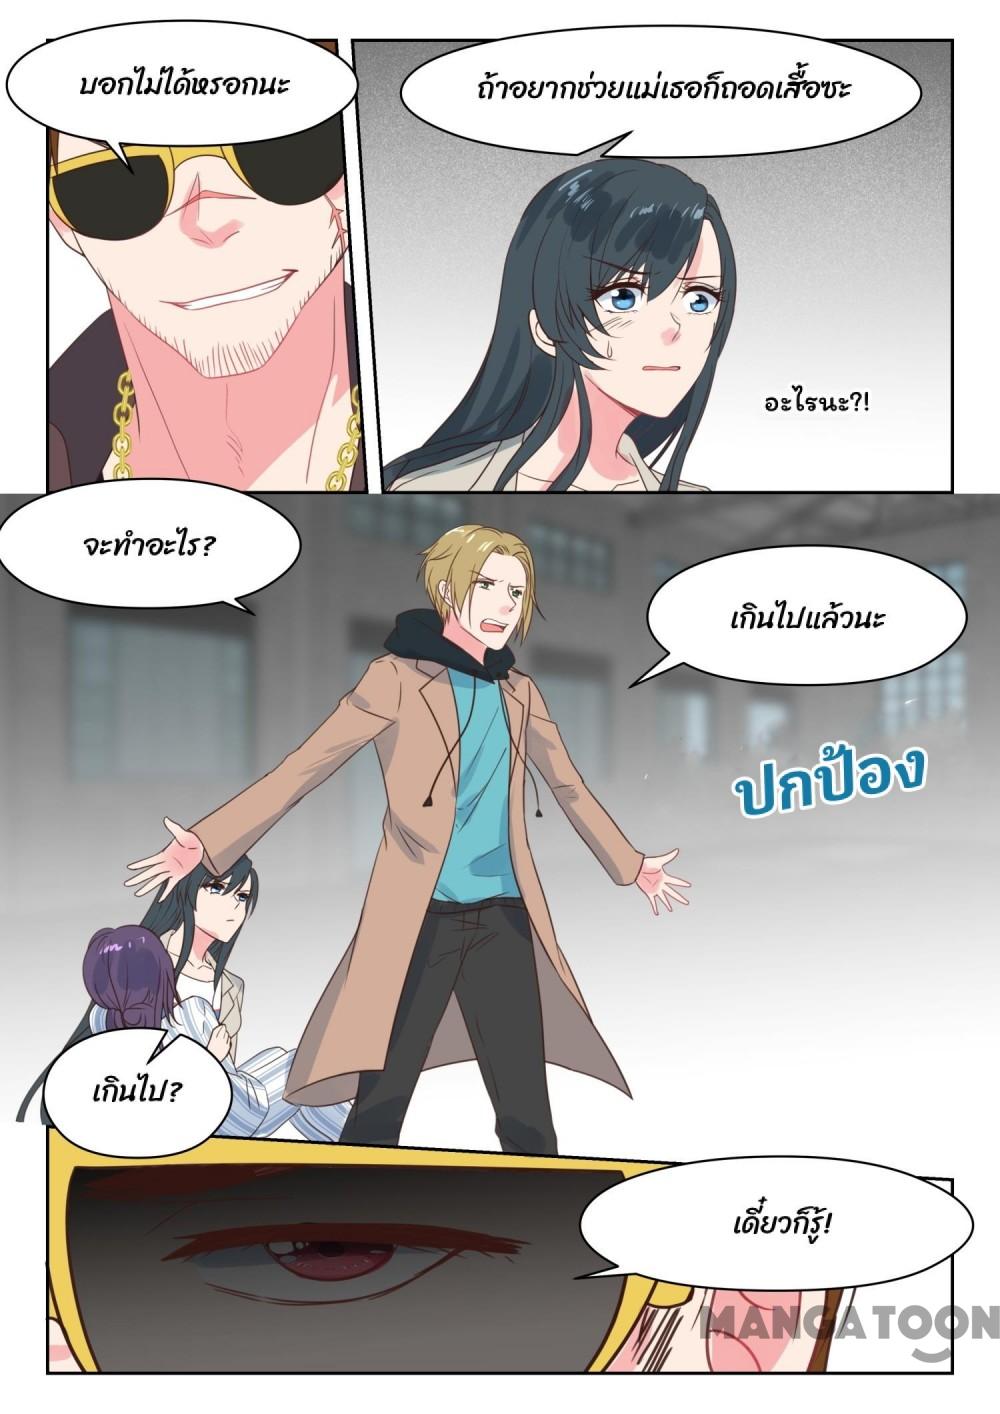 บอกไม่ได้หรอกนะ
ถ้าอยากช่วยแม่เธอก็ถอดเสื้อซะ
อะไรนะ?!
จะทำอะไร?
เกินไปแล้วนะ
ปกป้อง
เกินไป?
เดี๋ยวก็รู้!
MANGATOON